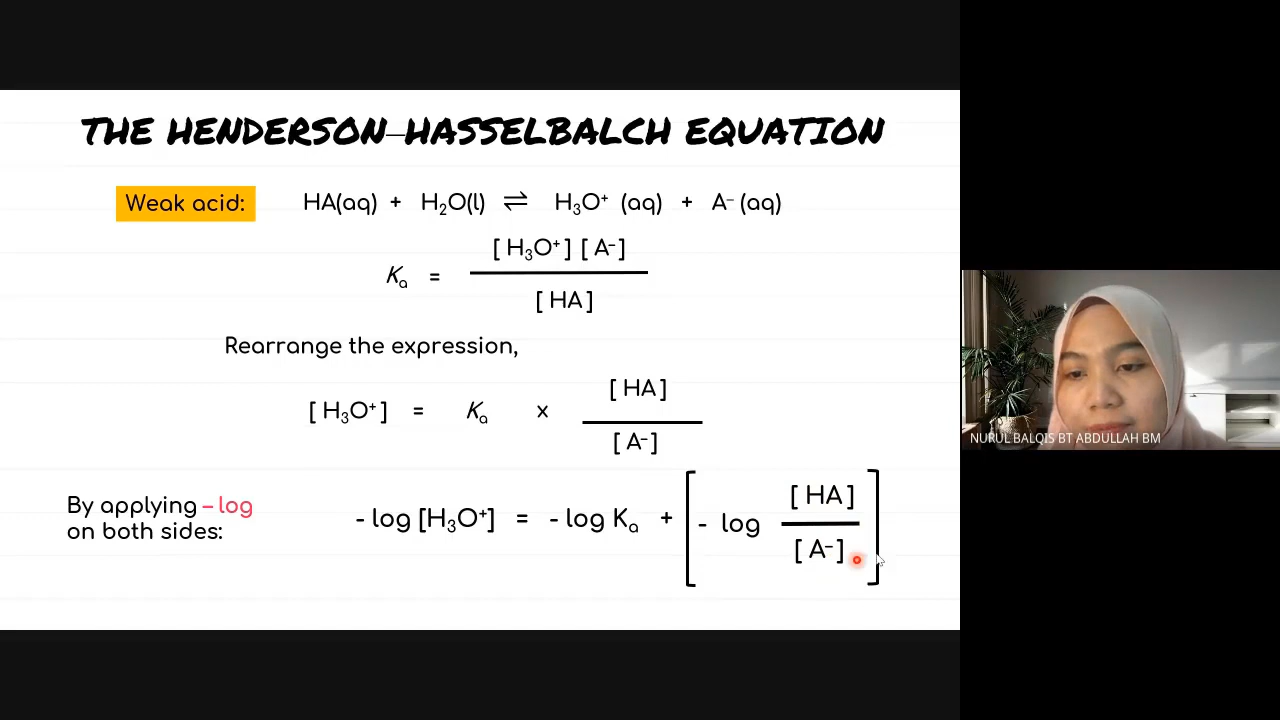 THE HENDERSON–HASSELBALCH EQUATION
Weak acid: HA(aq) + H₂O(l) ⇌ H₃O⁺ (aq) + A⁻ (aq)
[ H₃O⁺ ] [ A⁻ ]
Kₐ =
[ HA ]
Rearrange the expression,
[ HA ]
[ H₃O⁺ ] = Kₐ x
[ A⁻ ]
By applying – log
on both sides:
[ HA ]
- log [H₃O⁺] = - log Kₐ + [ - log ]
[ A⁻ ]
NURUL BALQIS BT ABDULLAH BM